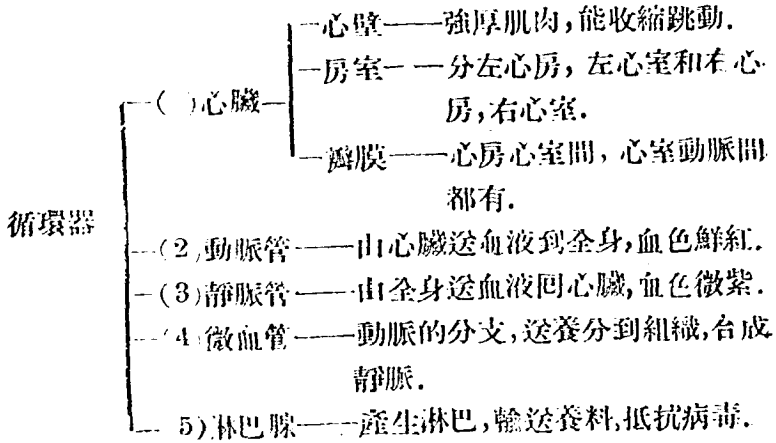 心壁——強厚肌肉,能收縮跳動.
房室——分左心房,左心室和右心
房,右心室.
( )心臟
瓣膜——心房心室間,心室動脈間
都有.
循環器
(2)動脈管——由心臟送血液到全身,血色鮮紅.
(3)靜脈管——由全身送血液回心臟,血色微紫.
(4)微血管——動脈的分支,送養分到組織,合成
靜脈.
5)淋巴腺——產生淋巴,輸送養料,抵抗病毒.